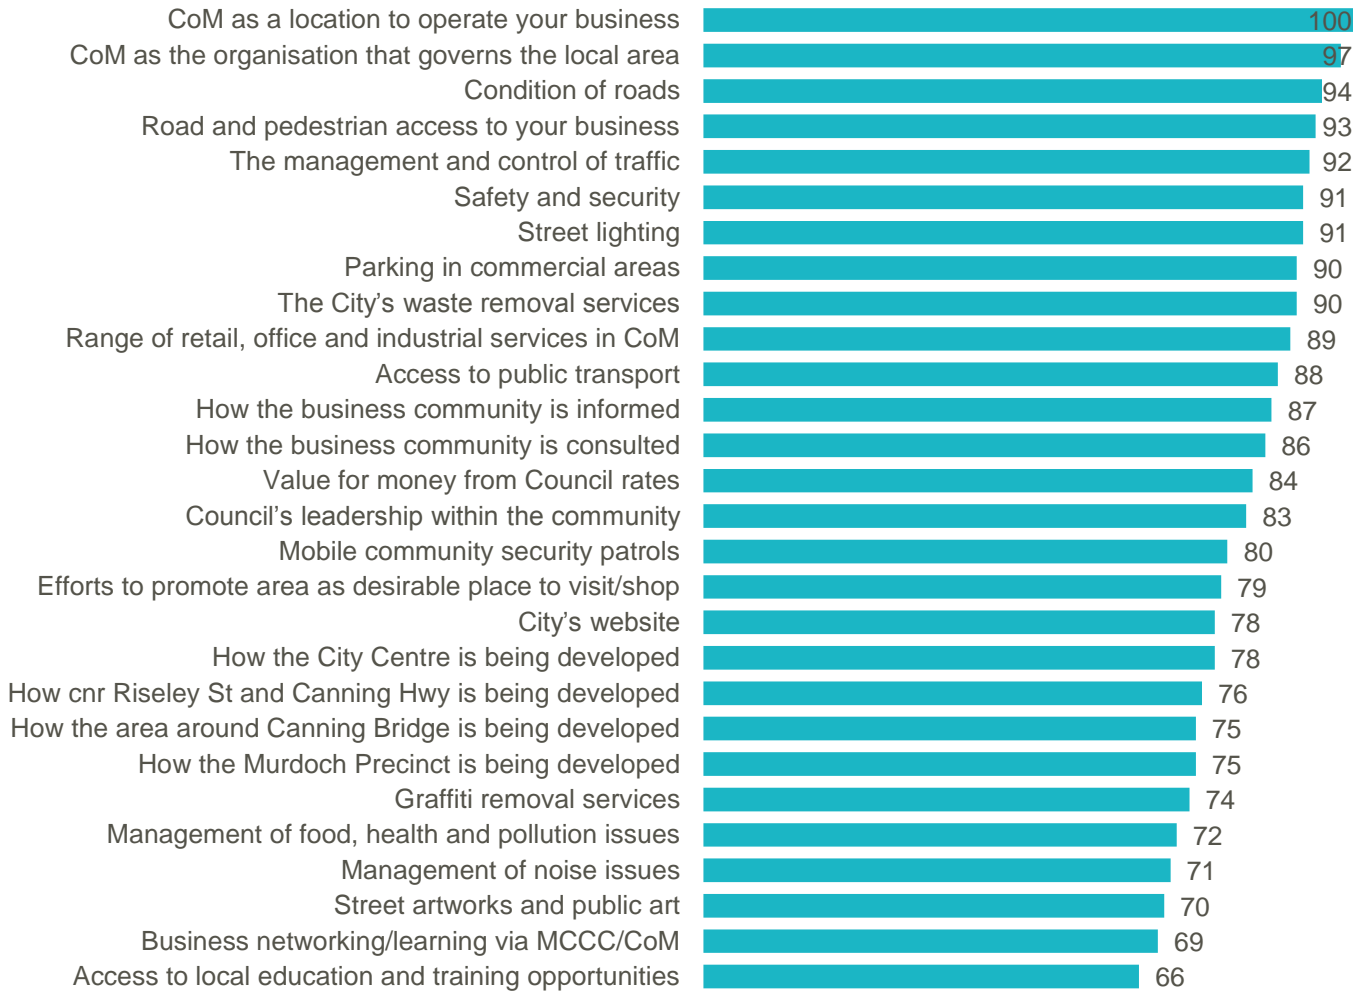 CoM as a location to operate your business 100
CoM as the organisation that governs the local area 97
Condition of roads 94
Road and pedestrian access to your business 93
The management and control of traffic 92
Safety and security 91
Street lighting 91
Parking in commercial areas 90
The City’s waste removal services 90
Range of retail, office and industrial services in CoM 89
Access to public transport 88
How the business community is informed 87
How the business community is consulted 86
Value for money from Council rates 84
Council’s leadership within the community 83
Mobile community security patrols 80
Efforts to promote area as desirable place to visit/shop 79
City’s website 78
How the City Centre is being developed 78
How cnr Riseley St and Canning Hwy is being developed 76
How the area around Canning Bridge is being developed 75
How the Murdoch Precinct is being developed 75
Graffiti removal services 74
Management of food, health and pollution issues 72
Management of noise issues 71
Street artworks and public art 70
Business networking/learning via MCCC/CoM 69
Access to local education and training opportunities 66